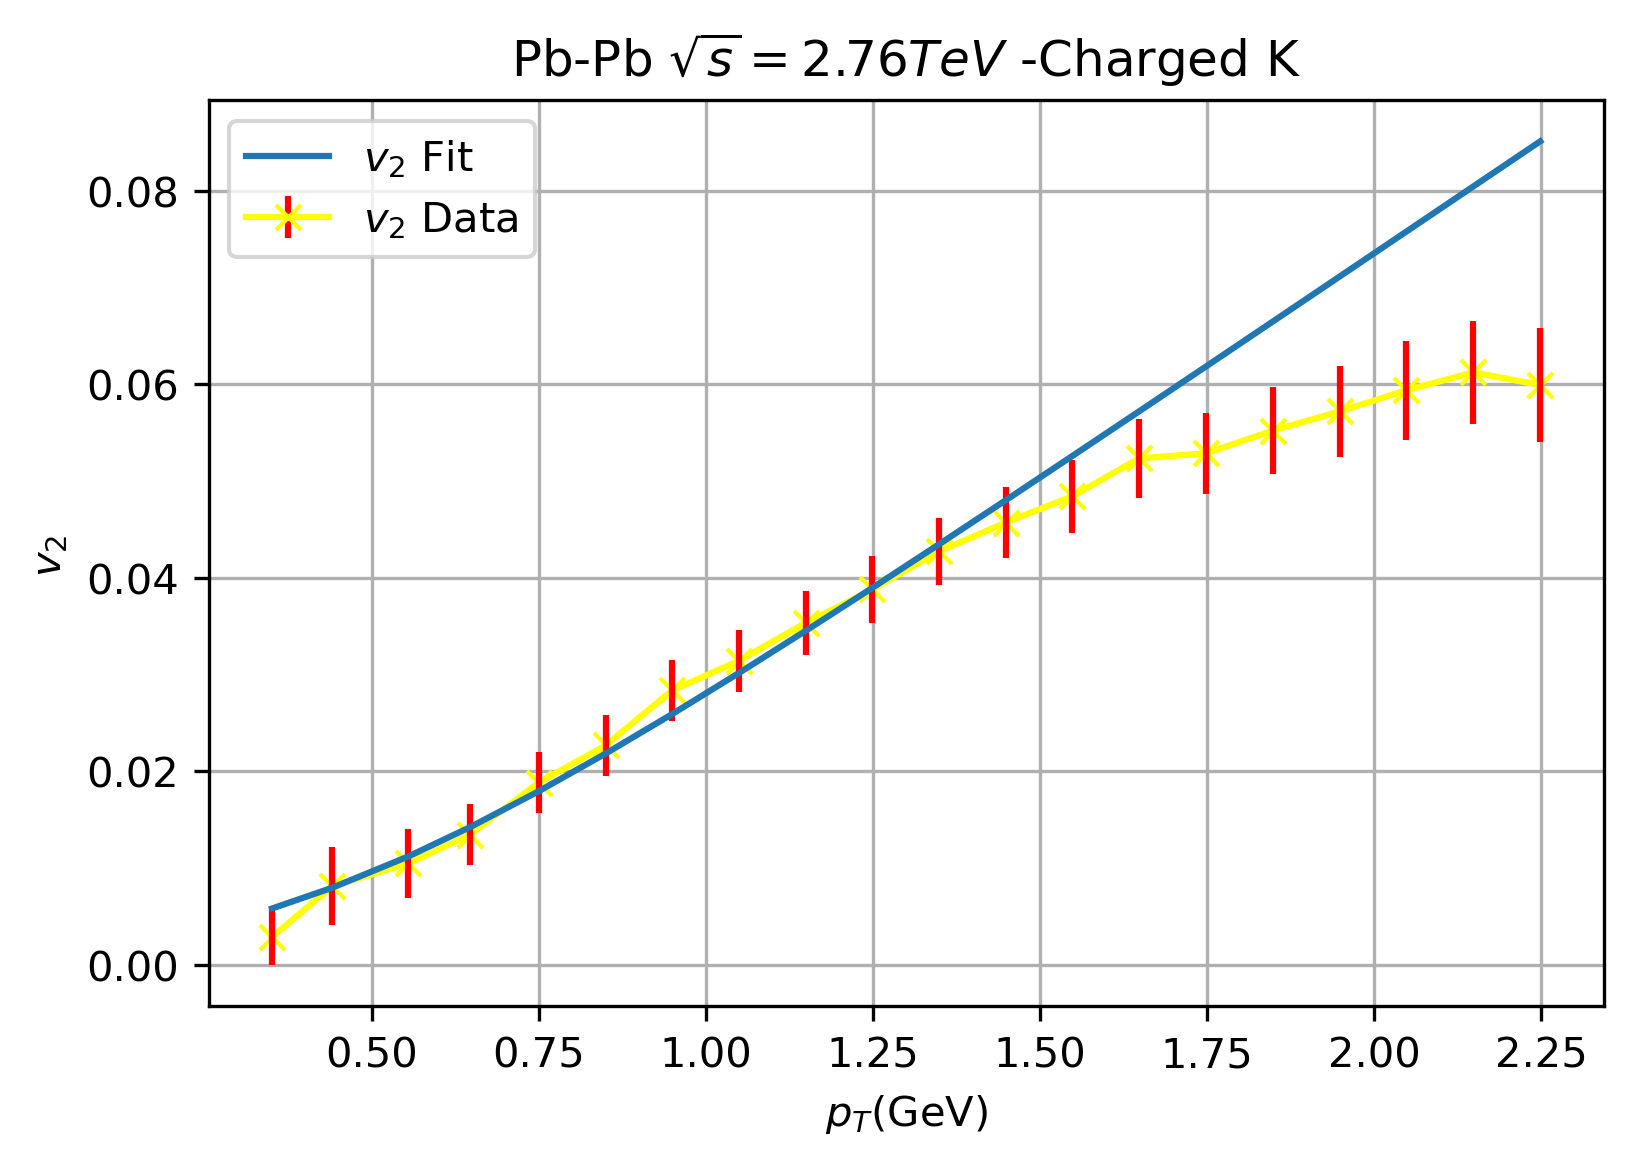 Pb-Pb √s = 2.76TeV -Charged K
v₂ Fit
v₂ Data
v₂
0.08
0.06
0.04
0.02
0.00
0.50 0.75 1.00 1.25 1.50 1.75 2.00 2.25
p_T(GeV)